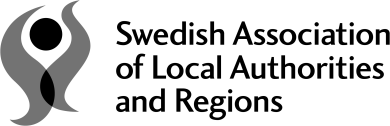 Swedish Association
of Local Authorities
and Regions